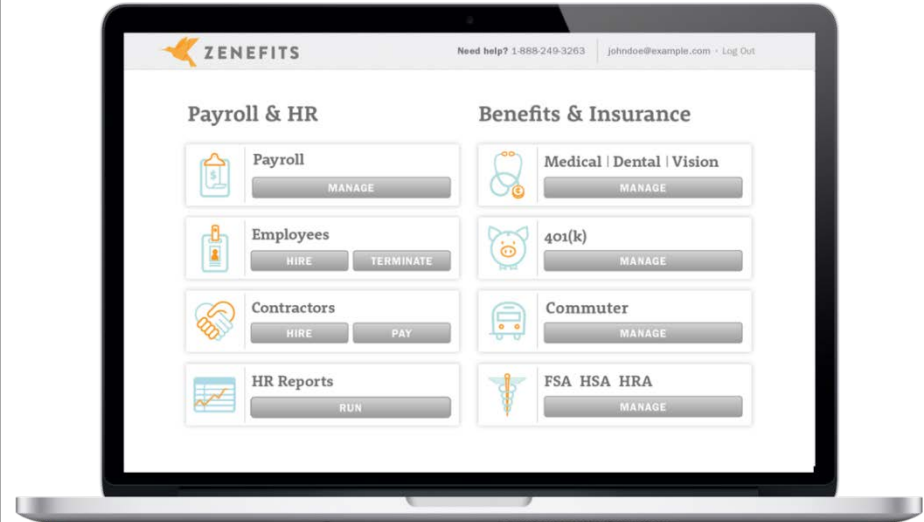 ZENEFITS
Need help? 1-888-249-3263
johndoe@example.com • Log Out
Payroll & HR
Payroll
MANAGE
Employees
HIRE TERMINATE
Contractors
HIRE PAY
HR Reports
RUN
Benefits & Insurance
Medical | Dental | Vision
MANAGE
401(k)
MANAGE
Commuter
MANAGE
FSA HSA HRA
MANAGE